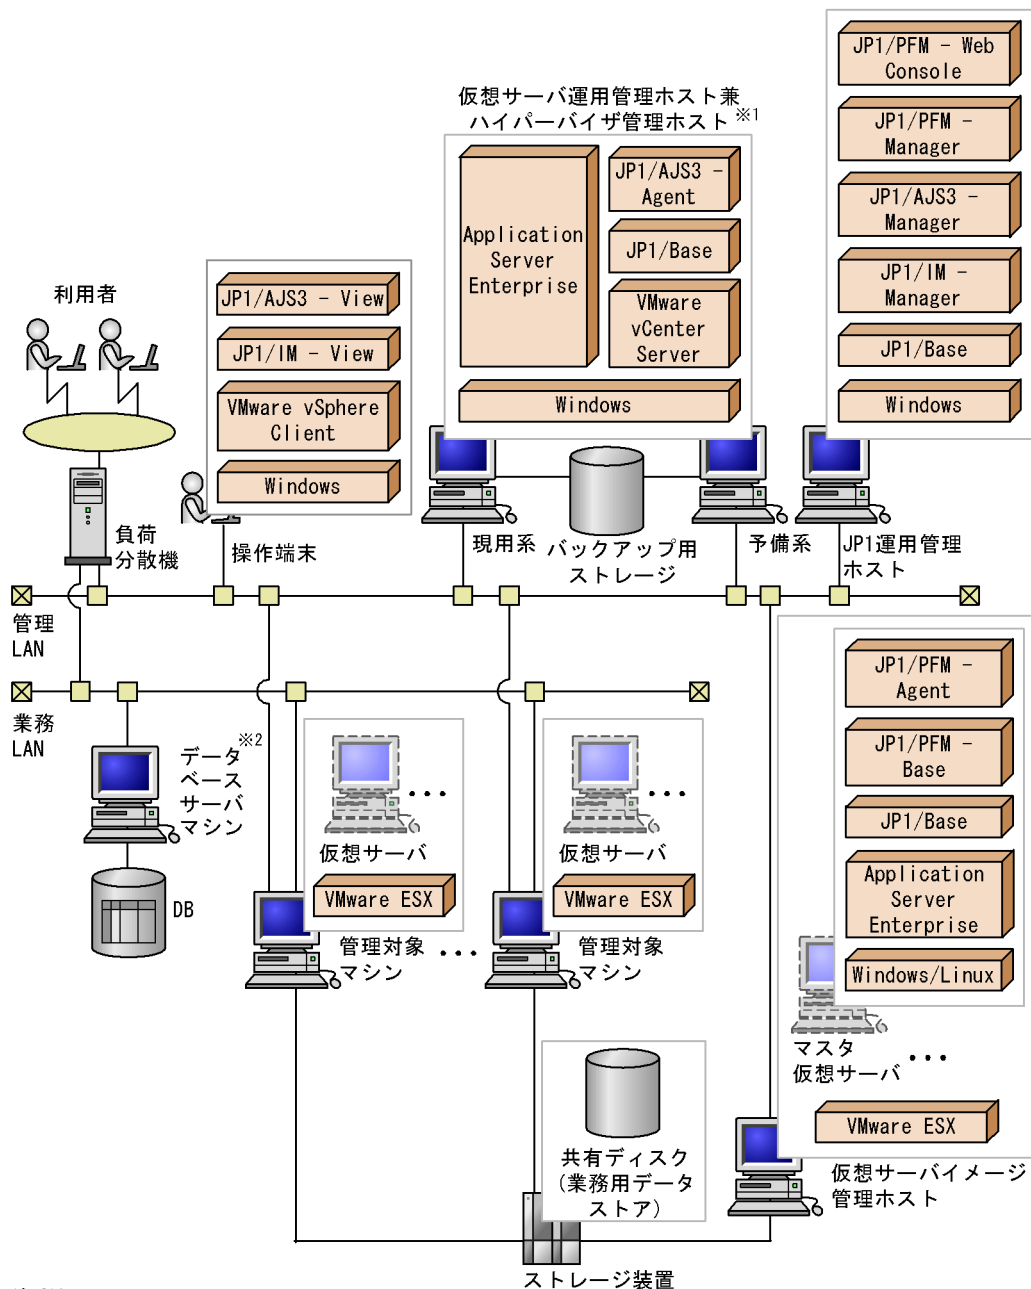 JP1/PFM - Web
Console
JP1/PFM -
Manager
JP1/AJS3 -
Manager
JP1/IM -
Manager
JP1/Base
Windows
仮想サーバ運用管理ホスト兼
ハイパーバイザ管理ホスト※1
Application
Server
Enterprise
JP1/AJS3 -
Agent
JP1/Base
VMware
vCenter
Server
Windows
利用者
JP1/AJS3 - View
JP1/IM - View
VMware vSphere
Client
Windows
負荷
分散機
操作端末
現用系
バックアップ用
ストレージ
予備系
JP1運用管理
ホスト
管理
LAN
業務
LAN
データ※2
ベース
サーバ
マシン
DB
仮想サーバ
...
VMware ESX
管理対象
マシン
...
仮想サーバ
...
VMware ESX
管理対象
マシン
JP1/PFM -
Agent
JP1/PFM -
Base
JP1/Base
Application
Server
Enterprise
Windows/Linux
マスタ
仮想サーバ
...
VMware ESX
仮想サーバイメージ
管理ホスト
共有ディスク
(業務用データ
ストア)
ストレージ装置